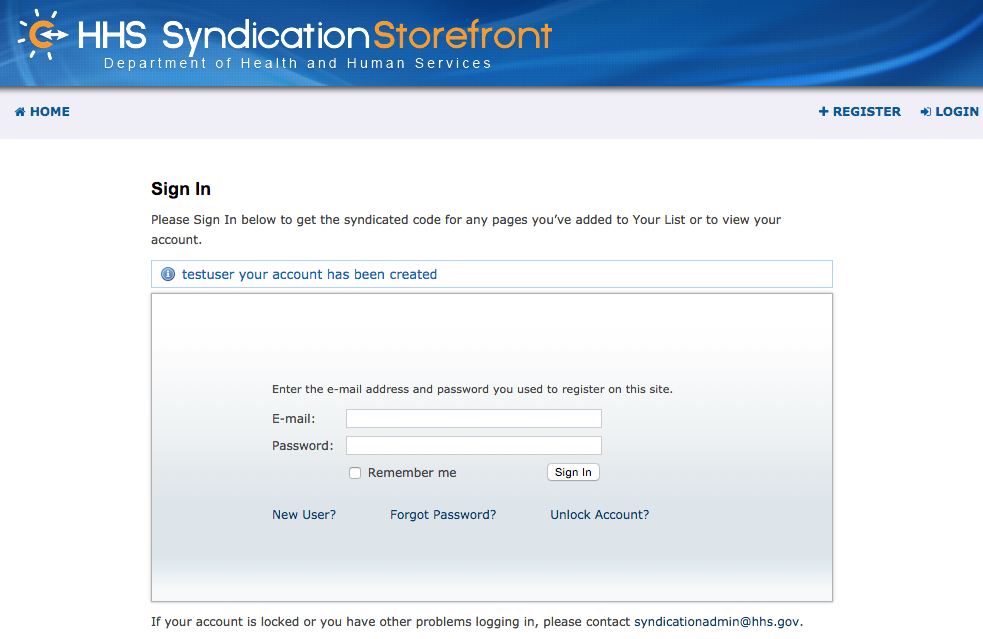 HHS SyndicationStorefront
Department of Health and Human Services
HOME
REGISTER
LOGIN
Sign In
Please Sign In below to get the syndicated code for any pages you’ve added to Your List or to view your
account.
testuser your account has been created
Enter the e-mail address and password you used to register on this site.
E-mail:
Password:
Remember me
Sign In
New User?
Forgot Password?
Unlock Account?
If your account is locked or you have other problems logging in, please contact syndicationadmin@hhs.gov.